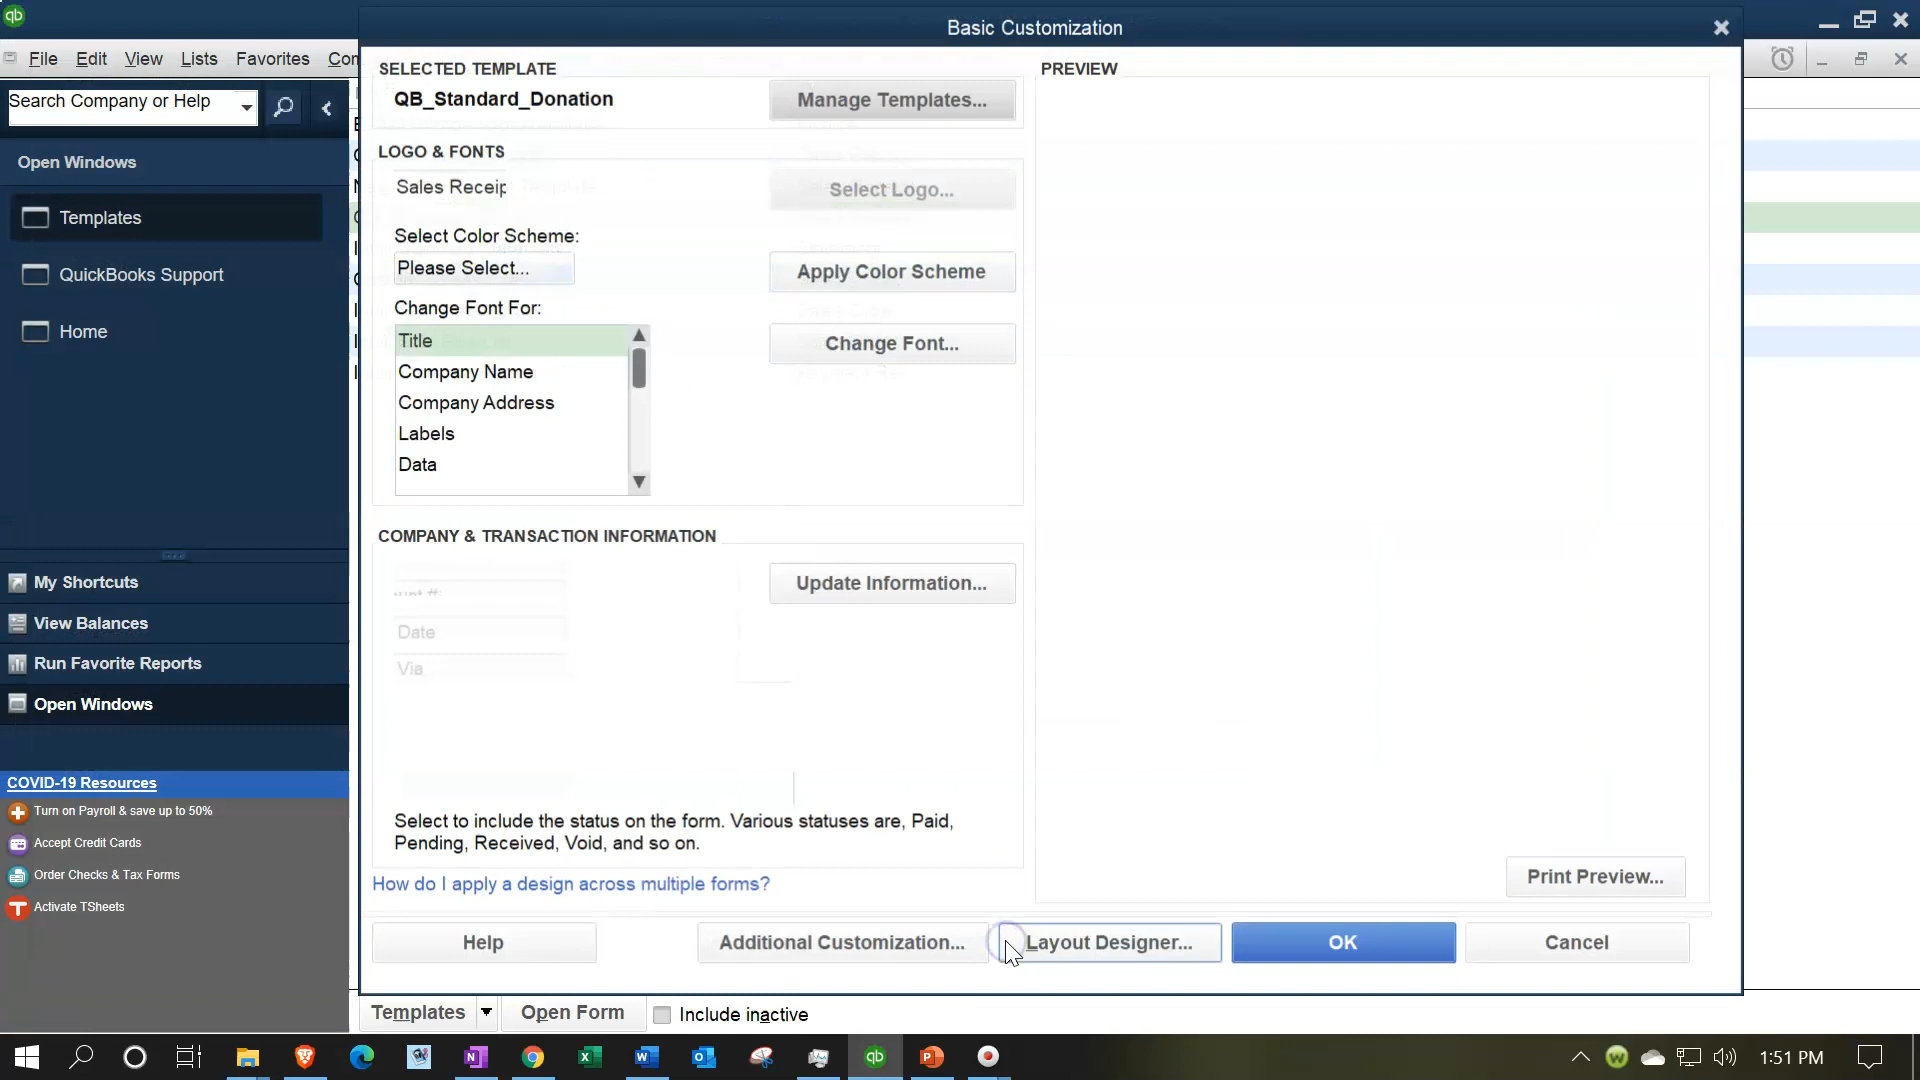 qb
Basic Customization
File Edit View Lists Favorites Com
Search Company or Help
Open Windows
Templates
QuickBooks Support
Home
My Shortcuts
View Balances
Run Favorite Reports
Open Windows
COVID-19 Resources
Turn on Payroll & save up to 50%
Accept Credit Cards
Order Checks & Tax Forms
Activate TSheets
SELECTED TEMPLATE
QB_Standard_Donation
Manage Templates...
LOGO & FONTS
Sales Receip
Select Logo...
Select Color Scheme:
Please Select...
Apply Color Scheme
Change Font For:
Title
Company Name
Company Address
Labels
Data
Change Font...
COMPANY & TRANSACTION INFORMATION
Update Information...
Date
Via
Select to include the status on the form. Various statuses are, Paid,
Pending, Received, Void, and so on.
How do I apply a design across multiple forms?
PREVIEW
Print Preview...
Help
Additional Customization...
Layout Designer...
OK
Cancel
Templates
Open Form
Include inactive
1:51 PM